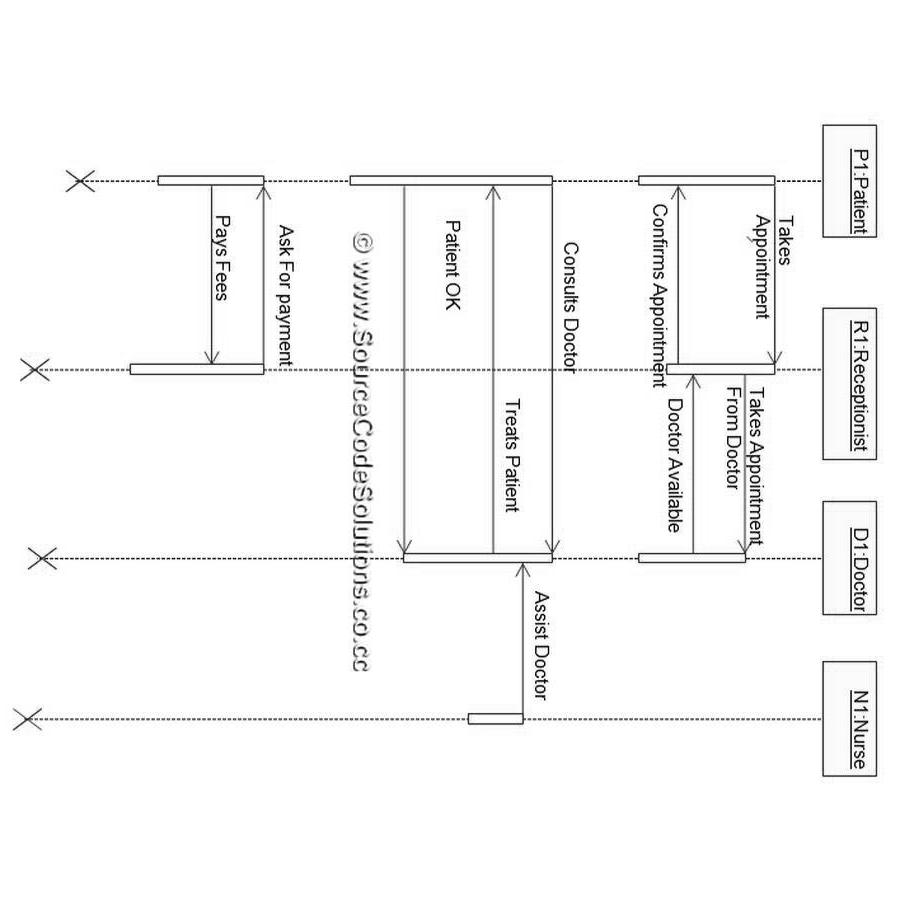 P1:Patient
R1:Receptionist
D1:Doctor
N1:Nurse
Takes
Appointment
Takes Appointment
From Doctor
Doctor Available
Confirms Appointment
Consults Doctor
Assist Doctor
Treats Patient
Patient OK
© www.SourceCodeSolutions.co.cc
Ask For payment
Pays Fees